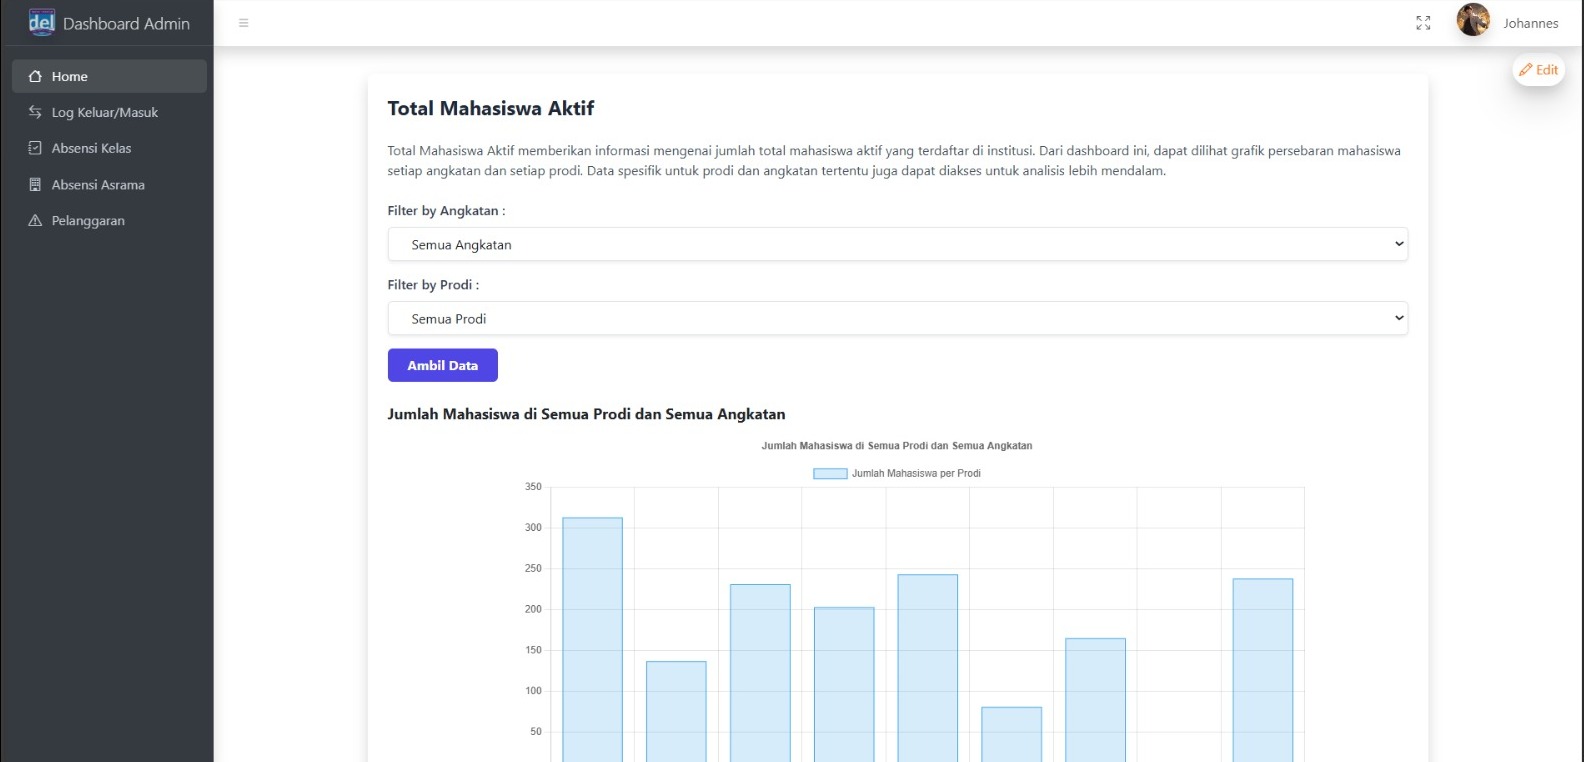 del Dashboard Admin
Johannes
Edit
Home
Log Keluar/Masuk
Absensi Kelas
Absensi Asrama
Pelanggaran
Total Mahasiswa Aktif
Total Mahasiswa Aktif memberikan informasi mengenai jumlah total mahasiswa aktif yang terdaftar di institusi. Dari dashboard ini, dapat dilihat grafik persebaran mahasiswa
setiap angkatan dan setiap prodi. Data spesifik untuk prodi dan angkatan tertentu juga dapat diakses untuk analisis lebih mendalam.
Filter by Angkatan :
Semua Angkatan
Filter by Prodi :
Semua Prodi
Ambil Data
Jumlah Mahasiswa di Semua Prodi dan Semua Angkatan
Jumlah Mahasiswa di Semua Prodi dan Semua Angkatan
Jumlah Mahasiswa per Prodi
350
300
250
200
150
100
50